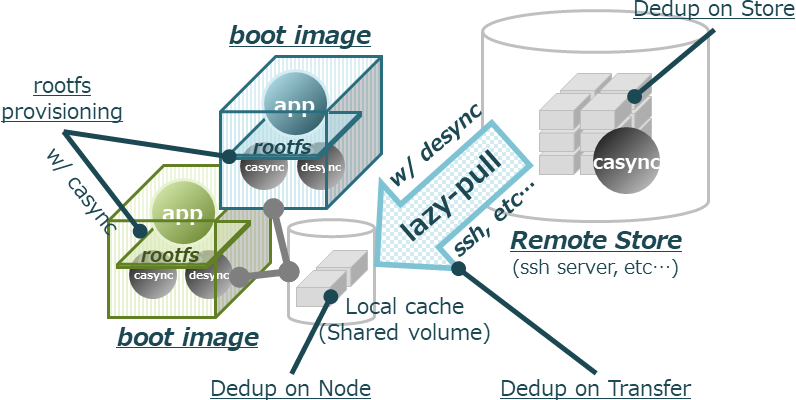 Dedup on Store
boot image
rootfs
provisioning
w/ casync
app
rootfs
casync
desync
app
rootfs
casync
desync
boot image
w/ desync
lazy-pull
ssh, etc…
casync
Remote Store
(ssh server, etc…)
Local cache
(Shared volume)
Dedup on Node
Dedup on Transfer